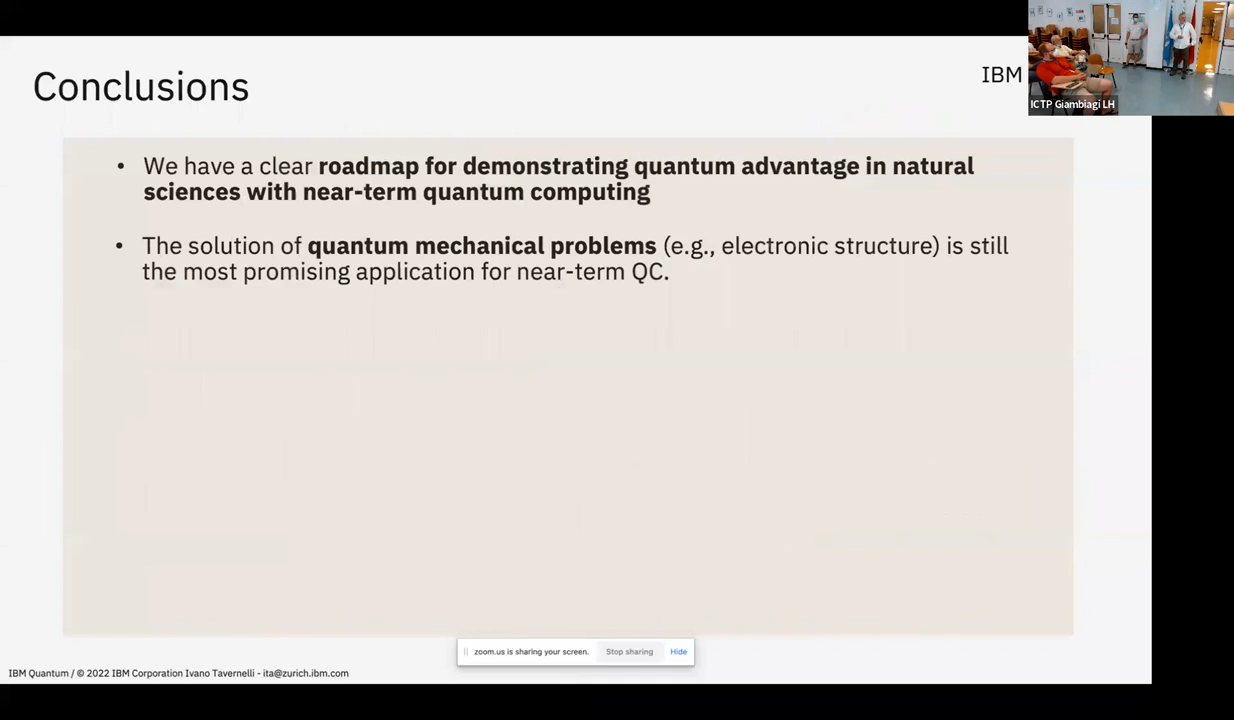 Conclusions
IBM
ICTP Giambiagi LH
• We have a clear roadmap for demonstrating quantum advantage in natural
sciences with near-term quantum computing
• The solution of quantum mechanical problems (e.g., electronic structure) is still
the most promising application for near-term QC.
zoom.us is sharing your screen.
Stop sharing
Hide
IBM Quantum / © 2022 IBM Corporation Ivano Tavernelli - ita@zurich.ibm.com